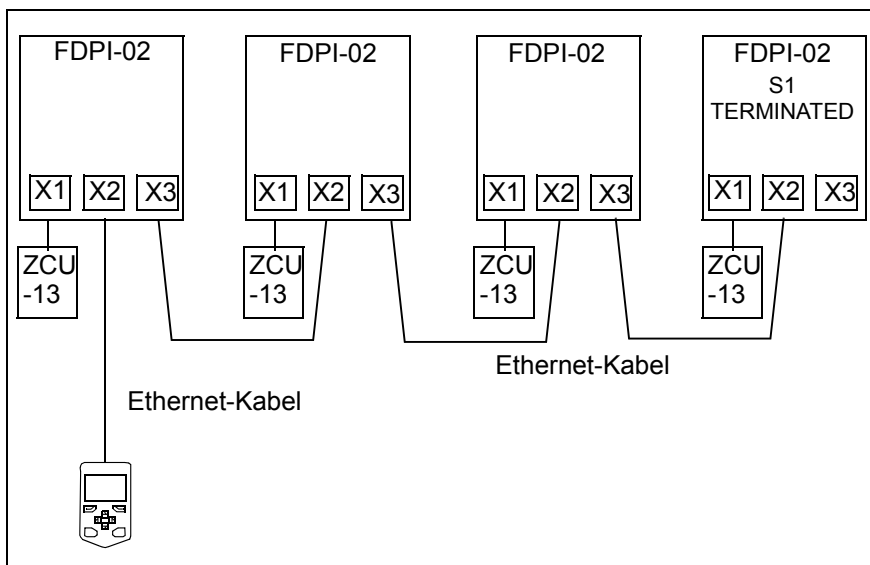 FDPI-02
FDPI-02
FDPI-02
FDPI-02
S1
TERMINATED
X1 X2 X3
X1 X2 X3
X1 X2 X3
X1 X2 X3
ZCU
-13
ZCU
-13
ZCU
-13
ZCU
-13
Ethernet-Kabel
Ethernet-Kabel